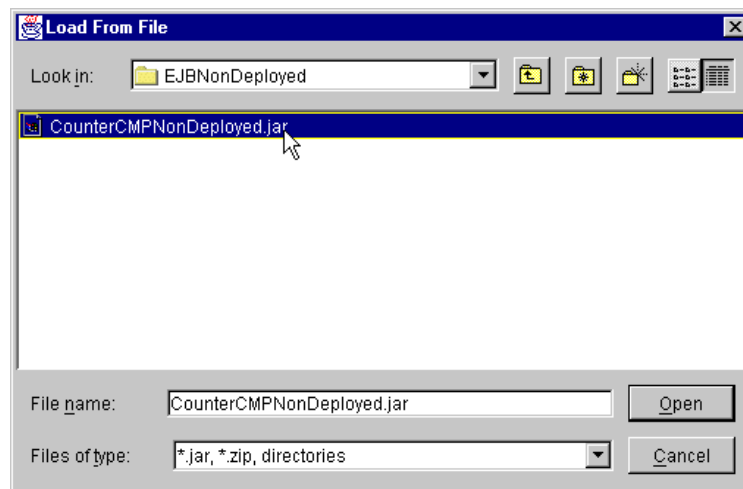 Load From File
Look in: EJBNonDeployed
CounterCMPNonDeployed.jar
File name: CounterCMPNonDeployed.jar Open
Files of type: *.jar, *.zip, directories Cancel